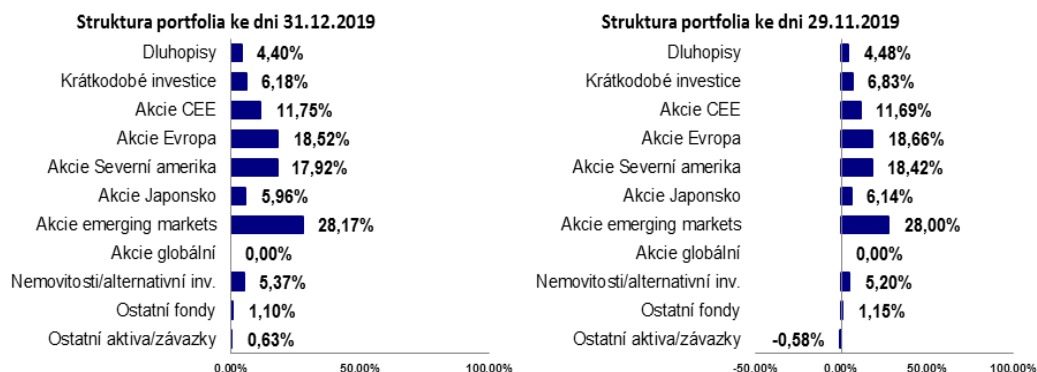 Struktura portfolia ke dni 31.12.2019
Dluhopisy 4,40%
Krátkodobé investice 6,18%
Akcie CEE 11,75%
Akcie Evropa 18,52%
Akcie Severní amerika 17,92%
Akcie Japonsko 5,96%
Akcie emerging markets 28,17%
Akcie globální 0,00%
Nemovitosti/alternativní inv. 5,37%
Ostatní fondy 1,10%
Ostatní aktiva/závazky 0,63%
0.00% 50.00% 100.00%
Struktura portfolia ke dni 29.11.2019
Dluhopisy 4,48%
Krátkodobé investice 6,83%
Akcie CEE 11,69%
Akcie Evropa 18,66%
Akcie Severní amerika 18,42%
Akcie Japonsko 6,14%
Akcie emerging markets 28,00%
Akcie globální 0,00%
Nemovitosti/alternativní inv. 5,20%
Ostatní fondy 1,15%
Ostatní aktiva/závazky -0,58%
-50.00% 0.00% 50.00% 100.00%